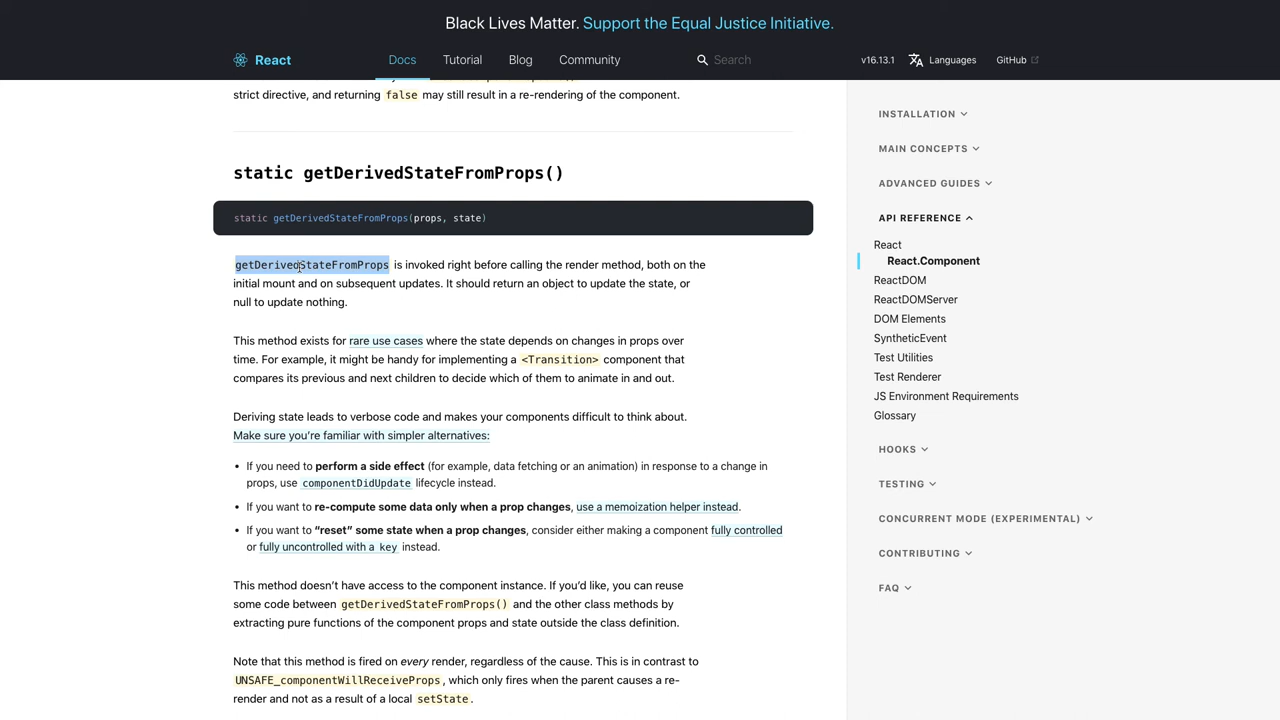 Black Lives Matter. Support the Equal Justice Initiative.
React
Docs
Tutorial
Blog
Community
Search
v16.13.1
Languages
GitHub
strict directive, and returning false may still result in a re-rendering of the component.
static getDerivedStateFromProps()
static getDerivedStateFromProps(props, state)
getDerivedStateFromProps is invoked right before calling the render method, both on the
initial mount and on subsequent updates. It should return an object to update the state, or
null to update nothing.
This method exists for rare use cases where the state depends on changes in props over
time. For example, it might be handy for implementing a <Transition> component that
compares its previous and next children to decide which of them to animate in and out.
Deriving state leads to verbose code and makes your components difficult to think about.
Make sure you’re familiar with simpler alternatives:
• If you need to perform a side effect (for example, data fetching or an animation) in response to a change in
props, use componentDidUpdate lifecycle instead.
• If you want to re-compute some data only when a prop changes, use a memoization helper instead.
• If you want to “reset” some state when a prop changes, consider either making a component fully controlled
or fully uncontrolled with a key instead.
This method doesn’t have access to the component instance. If you’d like, you can reuse
some code between getDerivedStateFromProps() and the other class methods by
extracting pure functions of the component props and state outside the class definition.
Note that this method is fired on every render, regardless of the cause. This is in contrast to
UNSAFE_componentWillReceiveProps, which only fires when the parent causes a re-
render and not as a result of a local setState.
INSTALLATION
MAIN CONCEPTS
ADVANCED GUIDES
API REFERENCE
React
React.Component
ReactDOM
ReactDOMServer
DOM Elements
SyntheticEvent
Test Utilities
Test Renderer
JS Environment Requirements
Glossary
HOOKS
TESTING
CONCURRENT MODE (EXPERIMENTAL)
CONTRIBUTING
FAQ